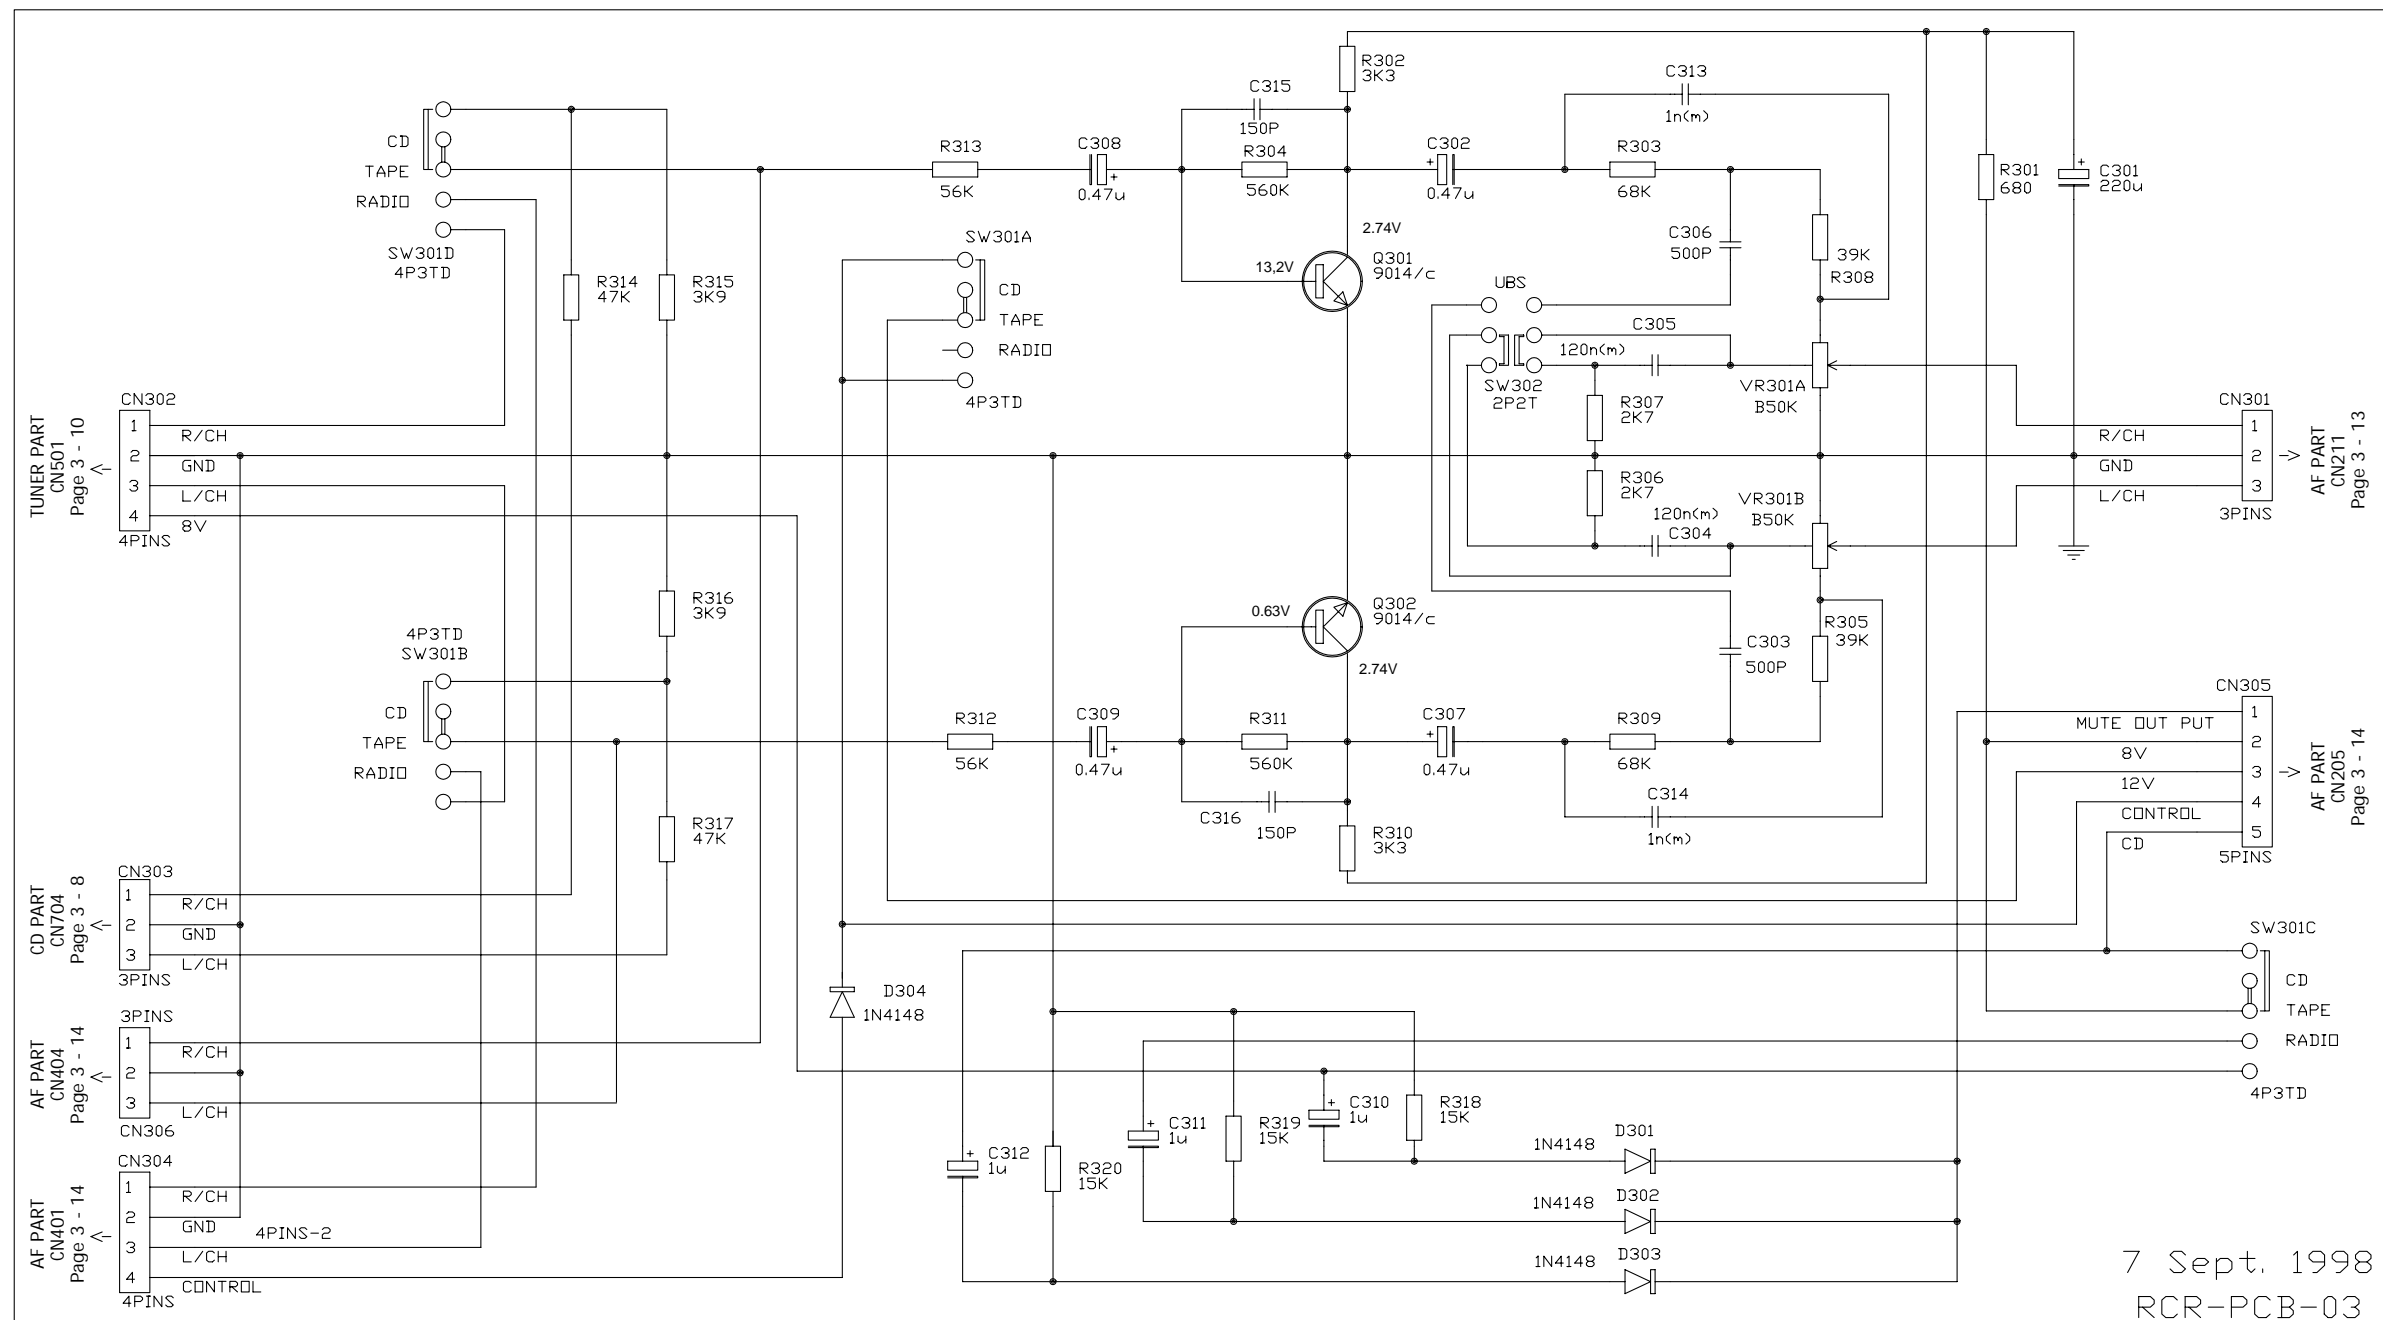 R302
3K3
C315
150P
C313
1n(m)
CD
TAPE
RADIO
SW301D
4P3TD
R313
56K
C308
+
0.47u
R304
560K
C302
+
0.47u
R303
68K
R301
680
+
C301
220u
SW301A
CD
TAPE
RADIO
4P3TD
2.74V
Q301
9014/c
13,2V
C306
500P
39K
R308
R314
47K
R315
3K9
UBS
C305
120n(m)
SW302
2P2T
VR301A
B50K
R307
2K7
R306
2K7
VR301B
B50K
120n(m)
C304
TUNER PART
CN501
Page 3 - 10
CN302
1
R/CH
2
GND
3
L/CH
4
8V
4PINS
CN301
1
R/CH
2
GND
3
L/CH
3PINS
AF PART
CN211
Page 3 - 13
R316
3K9
4P3TD
SW301B
CD
TAPE
RADIO
0.63V
Q302
9014/c
2.74V
C303
500P
R305
39K
R312
56K
C309
+
0.47u
R311
560K
C307
+
0.47u
R309
68K
C316
150P
R310
3K3
C314
1n(m)
R317
47K
CN305
1
MUTE OUT PUT
2
8V
3
12V
4
CONTROL
5
CD
5PINS
AF PART
CN205
Page 3 - 14
CD PART
CN704
Page 3 - 8
CN303
1
R/CH
2
GND
3
L/CH
3PINS
SW301C
CD
TAPE
RADIO
4P3TD
D304
1N4148
AF PART
CN404
Page 3 - 14
3PINS
1
R/CH
2
3
L/CH
CN306
+
C312
1u
R320
15K
+
C311
1u
R319
15K
+
C310
1u
R318
15K
1N4148
D301
1N4148
D302
1N4148
D303
AF PART
CN401
Page 3 - 14
CN304
1
R/CH
2
GND
4PINS-2
3
L/CH
4
CONTROL
4PINS
7 Sept. 1998
RCR-PCB-03